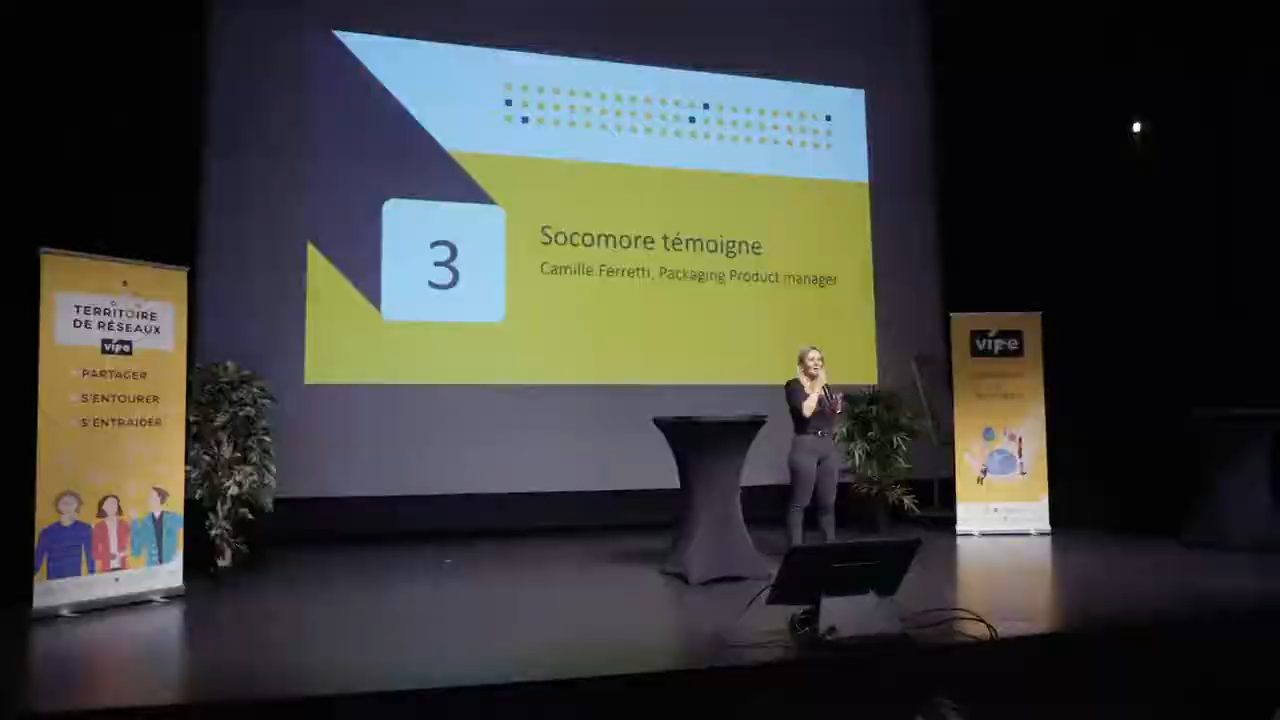 3
Socomore témoigne
Camille Ferretti, Packaging Product manager
TERRITOIRE
DE RÉSEAUX
vipe
PARTAGER
S'ENTOURER
S'ENTRAIDER
vipe